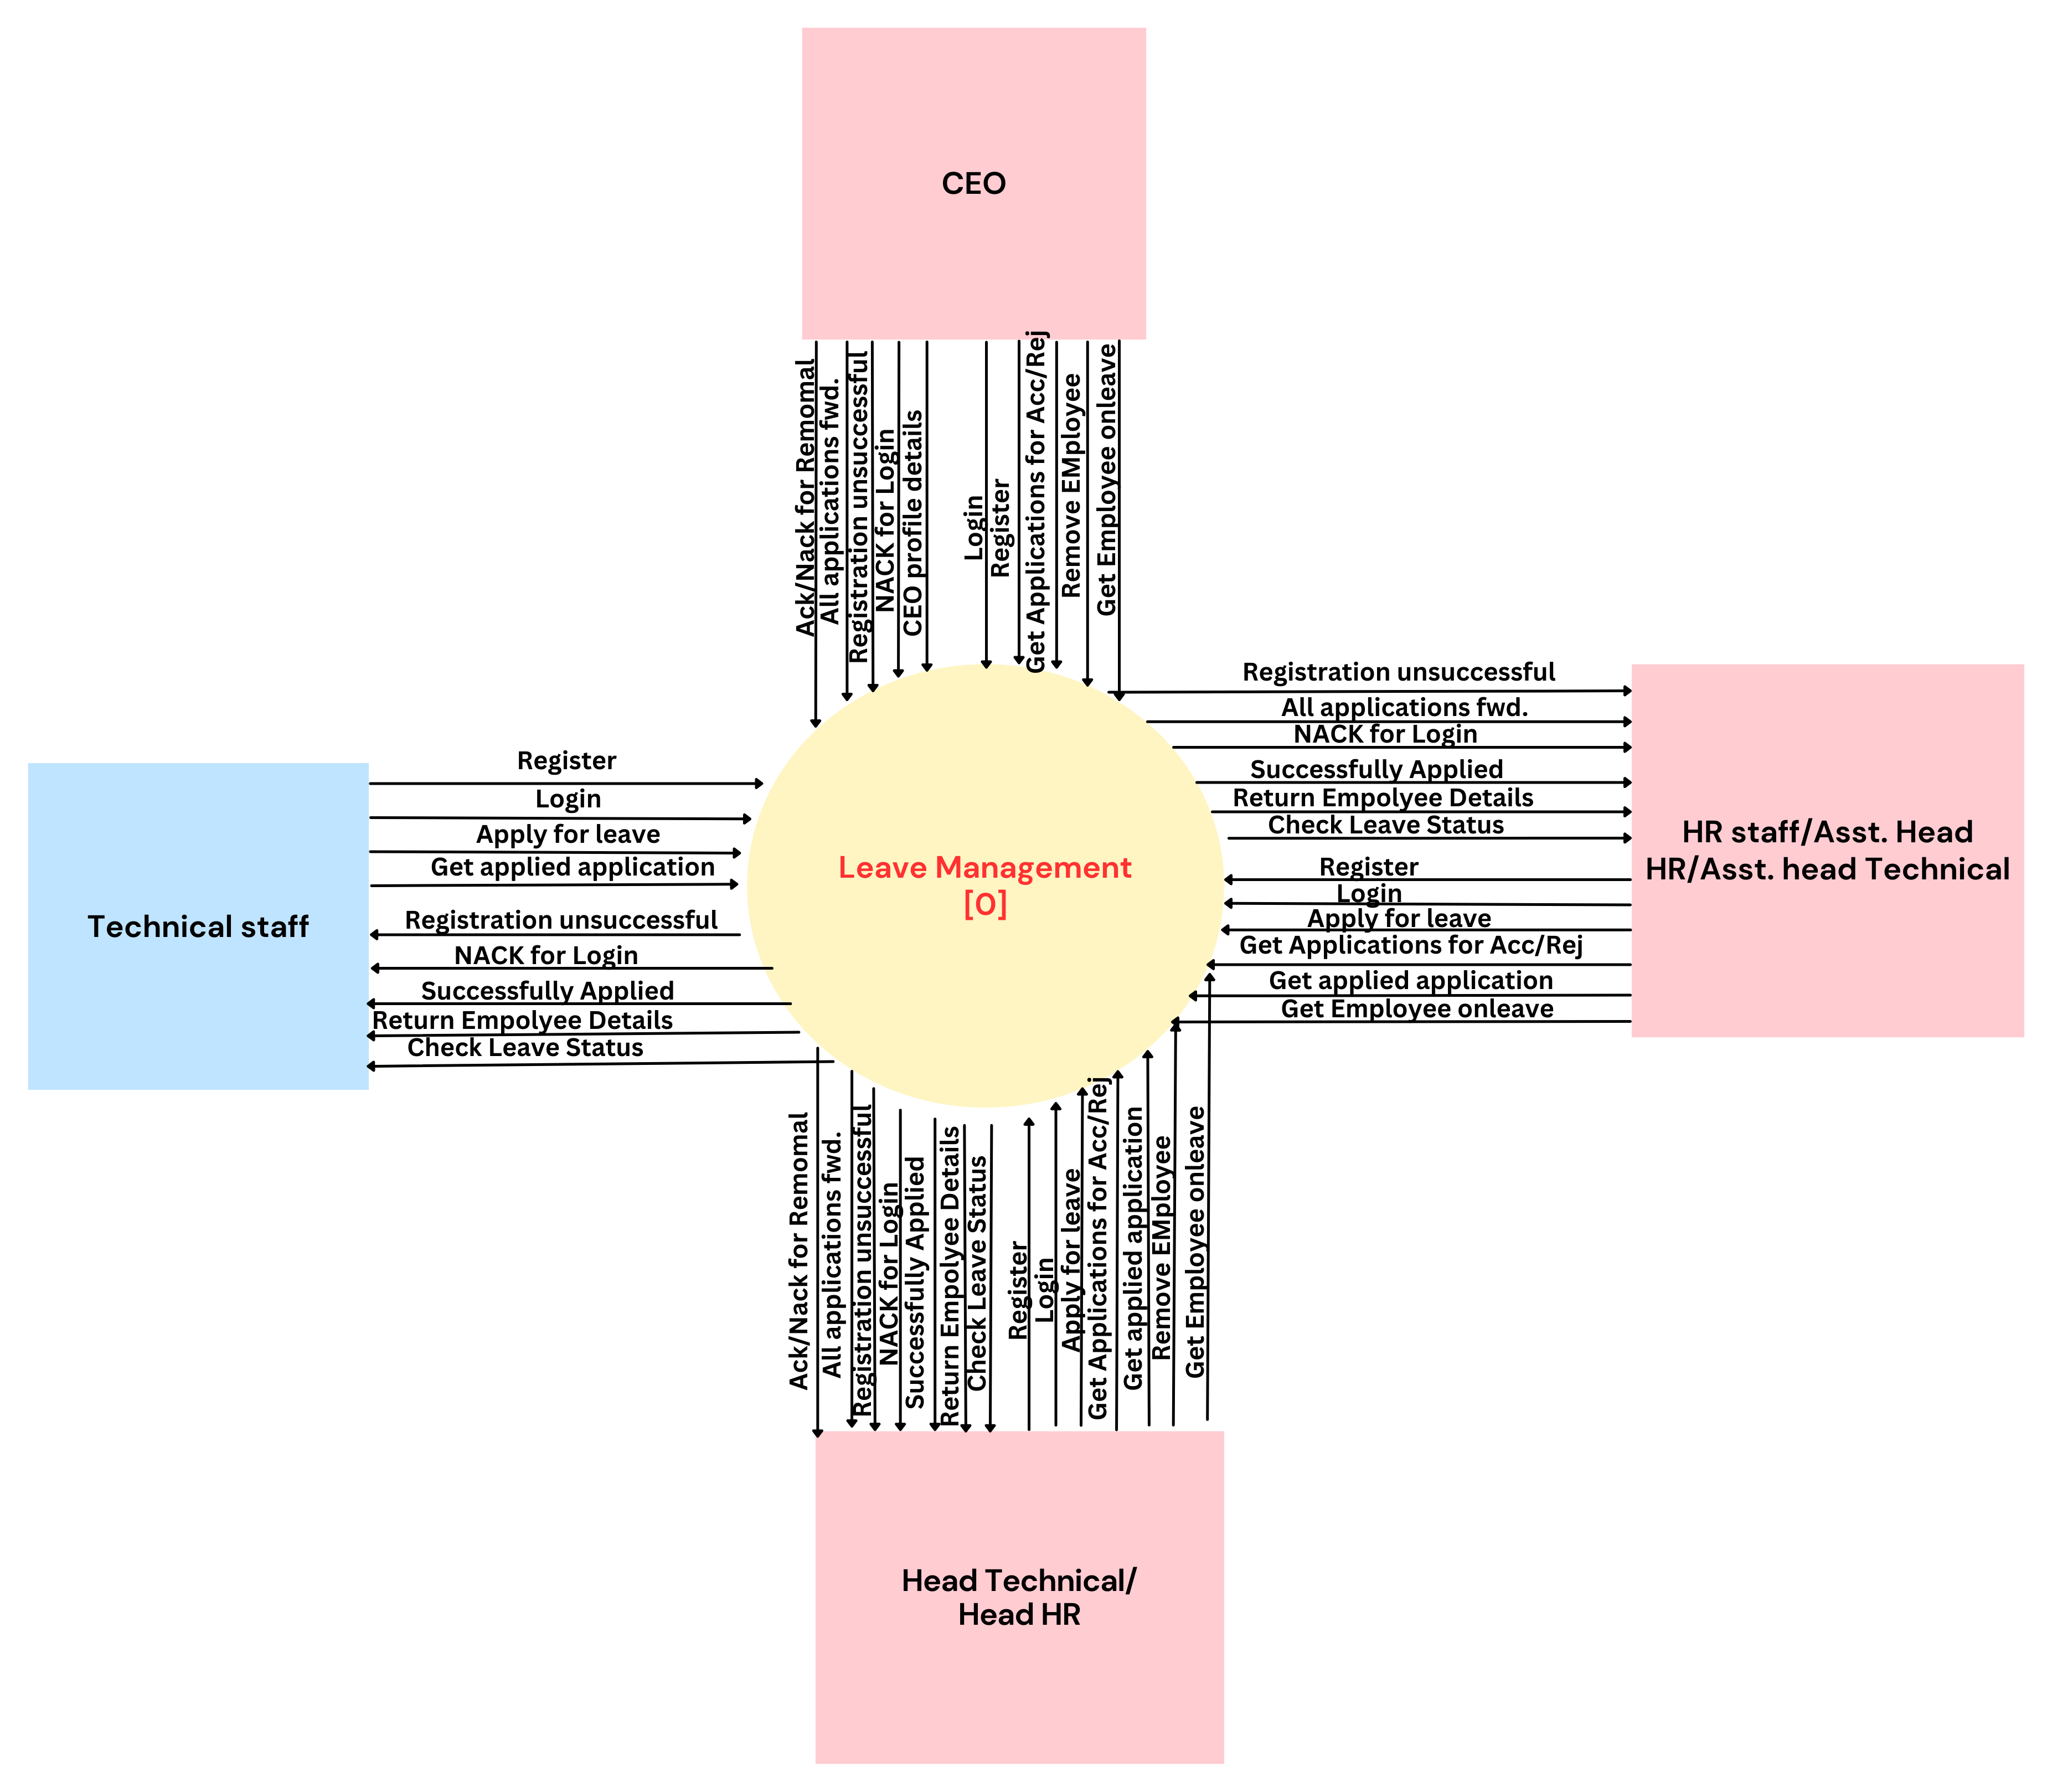 CEO
Ack/Nack for Remomal
All applications fwd.
Registration unsuccessful
NACK for Login
CEO profile details
Login
Register
Get Applications for Acc/Rej
Remove EMployee
Get Employee onleave
Technical staff
Register
Login
Apply for leave
Get applied application
Registration unsuccessful
NACK for Login
Successfully Applied
Return Empolyee Details
Check Leave Status
Leave Management
[0]
Registration unsuccessful
All applications fwd.
NACK for Login
Successfully Applied
Return Empolyee Details
Check Leave Status
Register
Login
Apply for leave
Get Applications for Acc/Rej
Get applied application
Get Employee onleave
HR staff/Asst. Head
HR/Asst. head Technical
Ack/Nack for Remomal
All applications fwd.
Registration unsuccessful
NACK for Login
Successfully Applied
Return Empolyee Details
Check Leave Status
Register
Login
Apply for leave
Get Applications for Acc/Rej
Get applied application
Remove EMployee
Get Employee onleave
Head Technical/
Head HR